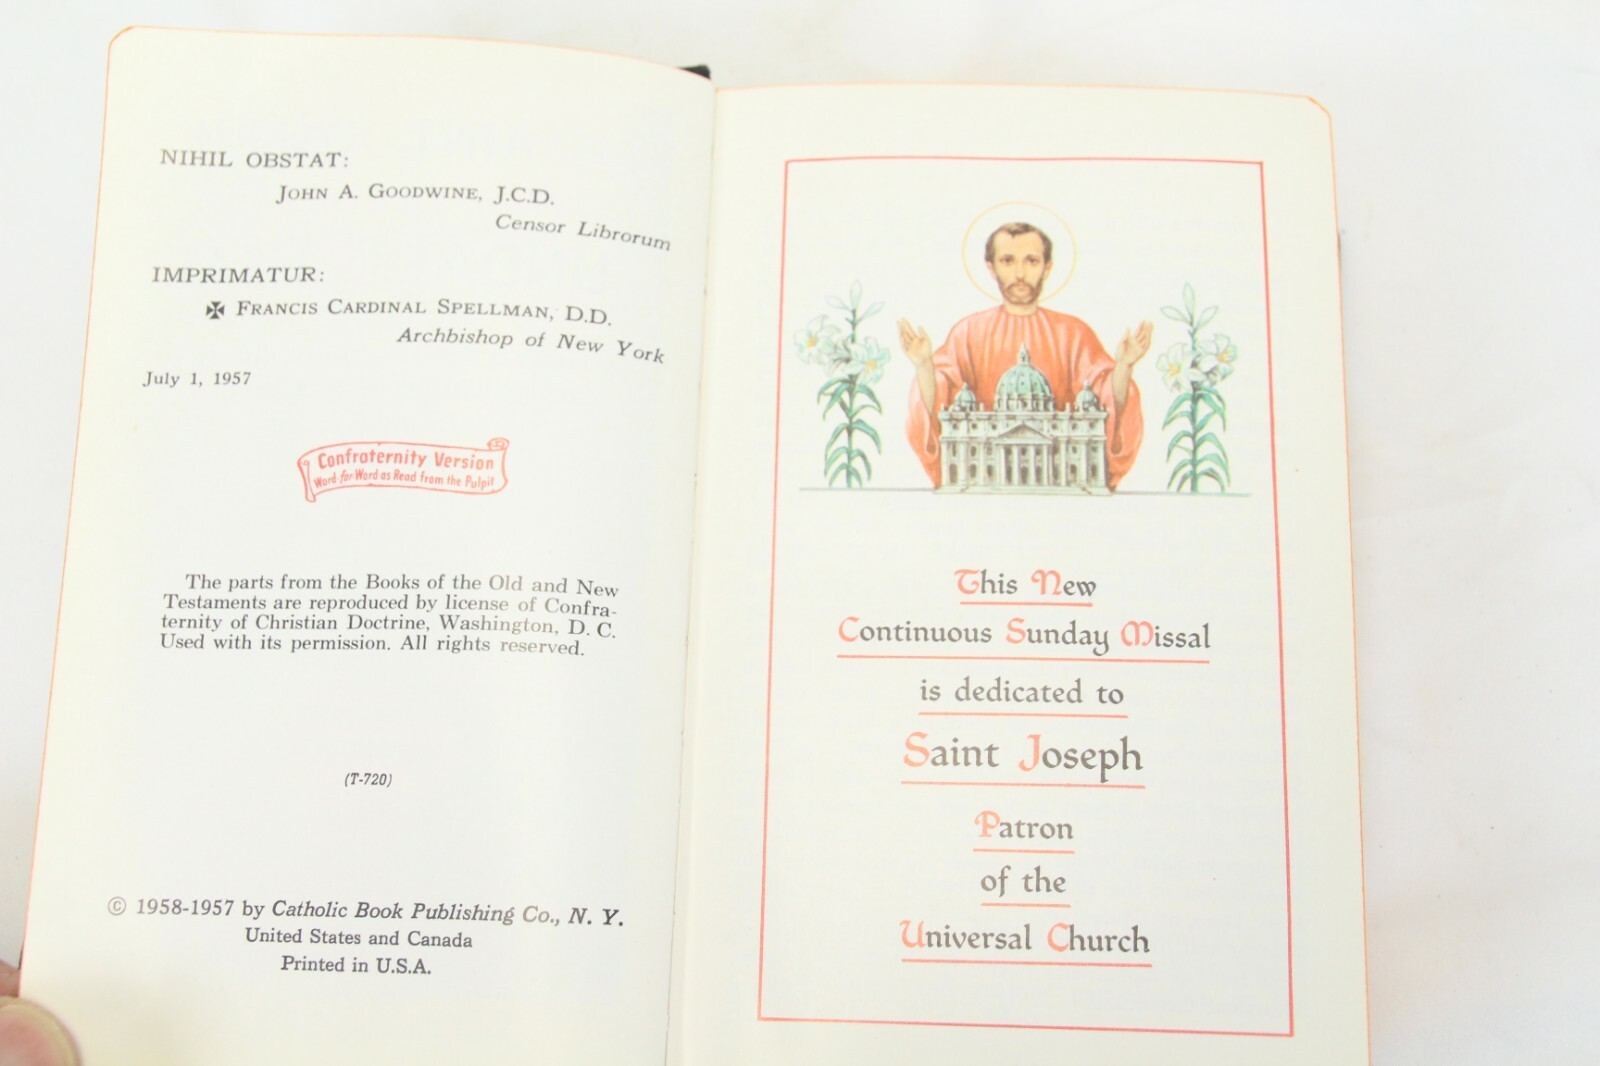 NIHIL OBSTAT:
JOHN A. GOODWINE, J.C.D.
Censor Librorum
IMPRIMATUR:
✠ FRANCIS CARDINAL SPELLMAN, D.D.
Archbishop of New York
July 1, 1957
Confraternity Version
Word-for-Word as Read from the Pulpit
The parts from the Books of the Old and New
Testaments are reproduced by license of Confra-
ternity of Christian Doctrine, Washington, D. C.
Used with its permission. All rights reserved.
(T-720)
© 1958-1957 by Catholic Book Publishing Co., N. Y.
United States and Canada
Printed in U.S.A.
This New
Continuous Sunday Missal
is dedicated to
Saint Joseph
Patron
of the
Universal Church